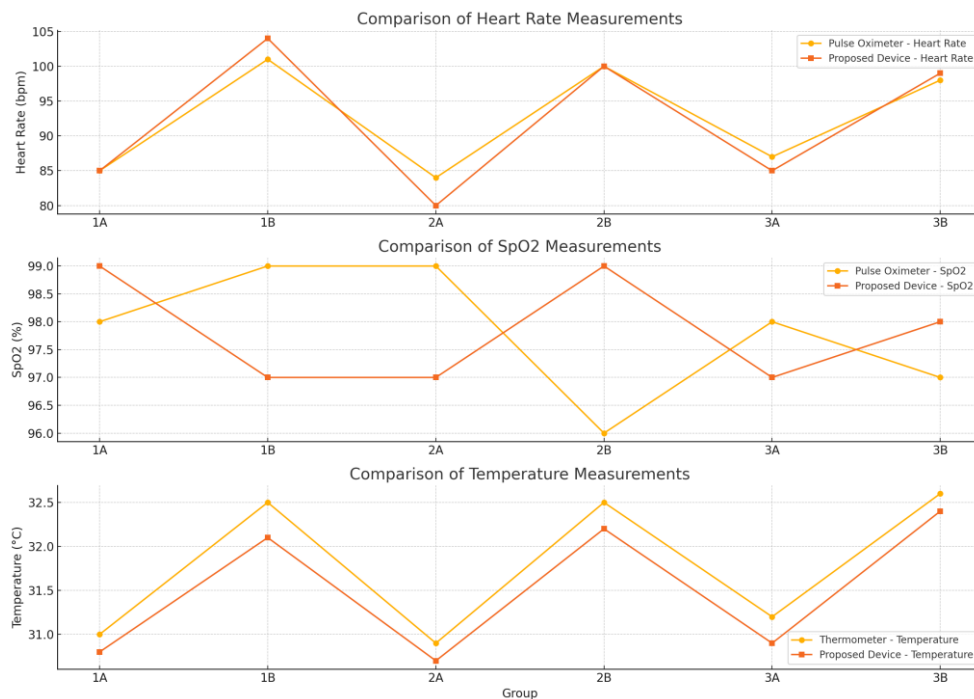 Comparison of Heart Rate Measurements
105
100
95
90
85
80
Heart Rate (bpm)
Pulse Oximeter - Heart Rate
Proposed Device - Heart Rate
1A 1B 2A 2B 3A 3B
Comparison of SpO2 Measurements
99.0
98.5
98.0
97.5
97.0
96.5
96.0
SpO2 (%)
Pulse Oximeter - SpO2
Proposed Device - SpO2
1A 1B 2A 2B 3A 3B
Comparison of Temperature Measurements
32.5
32.0
31.5
31.0
Temperature (°C)
Thermometer - Temperature
Proposed Device - Temperature
1A 1B 2A 2B 3A 3B
Group